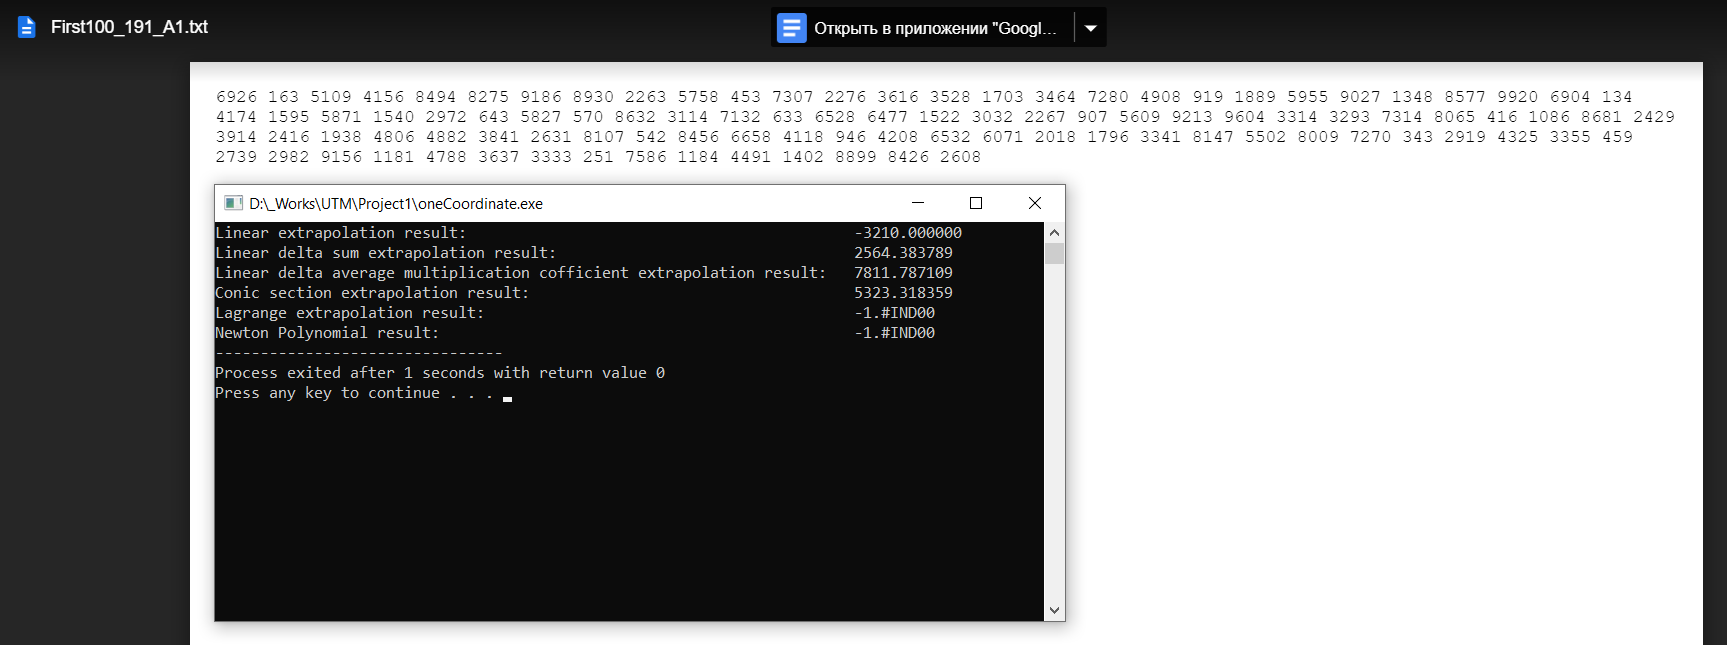 First100_191_A1.txt
Открыть в приложении "Googl...
6926 163 5109 4156 8494 8275 9186 8930 2263 5758 453 7307 2276 3616 3528 1703 3464 7280 4908 919 1889 5955 9027 1348 8577 9920 6904 134
4174 1595 5871 1540 2972 643 5827 570 8632 3114 7132 633 6528 6477 1522 3032 2267 907 5609 9213 9604 3314 3293 7314 8065 416 1086 8681 2429
3914 2416 1938 4806 4882 3841 2631 8107 542 8456 6658 4118 946 4208 6532 6071 2018 1796 3341 8147 5502 8009 7270 343 2919 4325 3355 459
2739 2982 9156 1181 4788 3637 3333 251 7586 1184 4491 1402 8899 8426 2608
D:\_Works\UTM\Project1\oneCoordinate.exe
Linear extrapolation result: -3210.000000
Linear delta sum extrapolation result: 2564.383789
Linear delta average multiplication cofficient extrapolation result: 7811.787109
Conic section extrapolation result: 5323.318359
Lagrange extrapolation result: -1.#IND00
Newton Polynomial result: -1.#IND00
--------------------------------
Process exited after 1 seconds with return value 0
Press any key to continue . . .